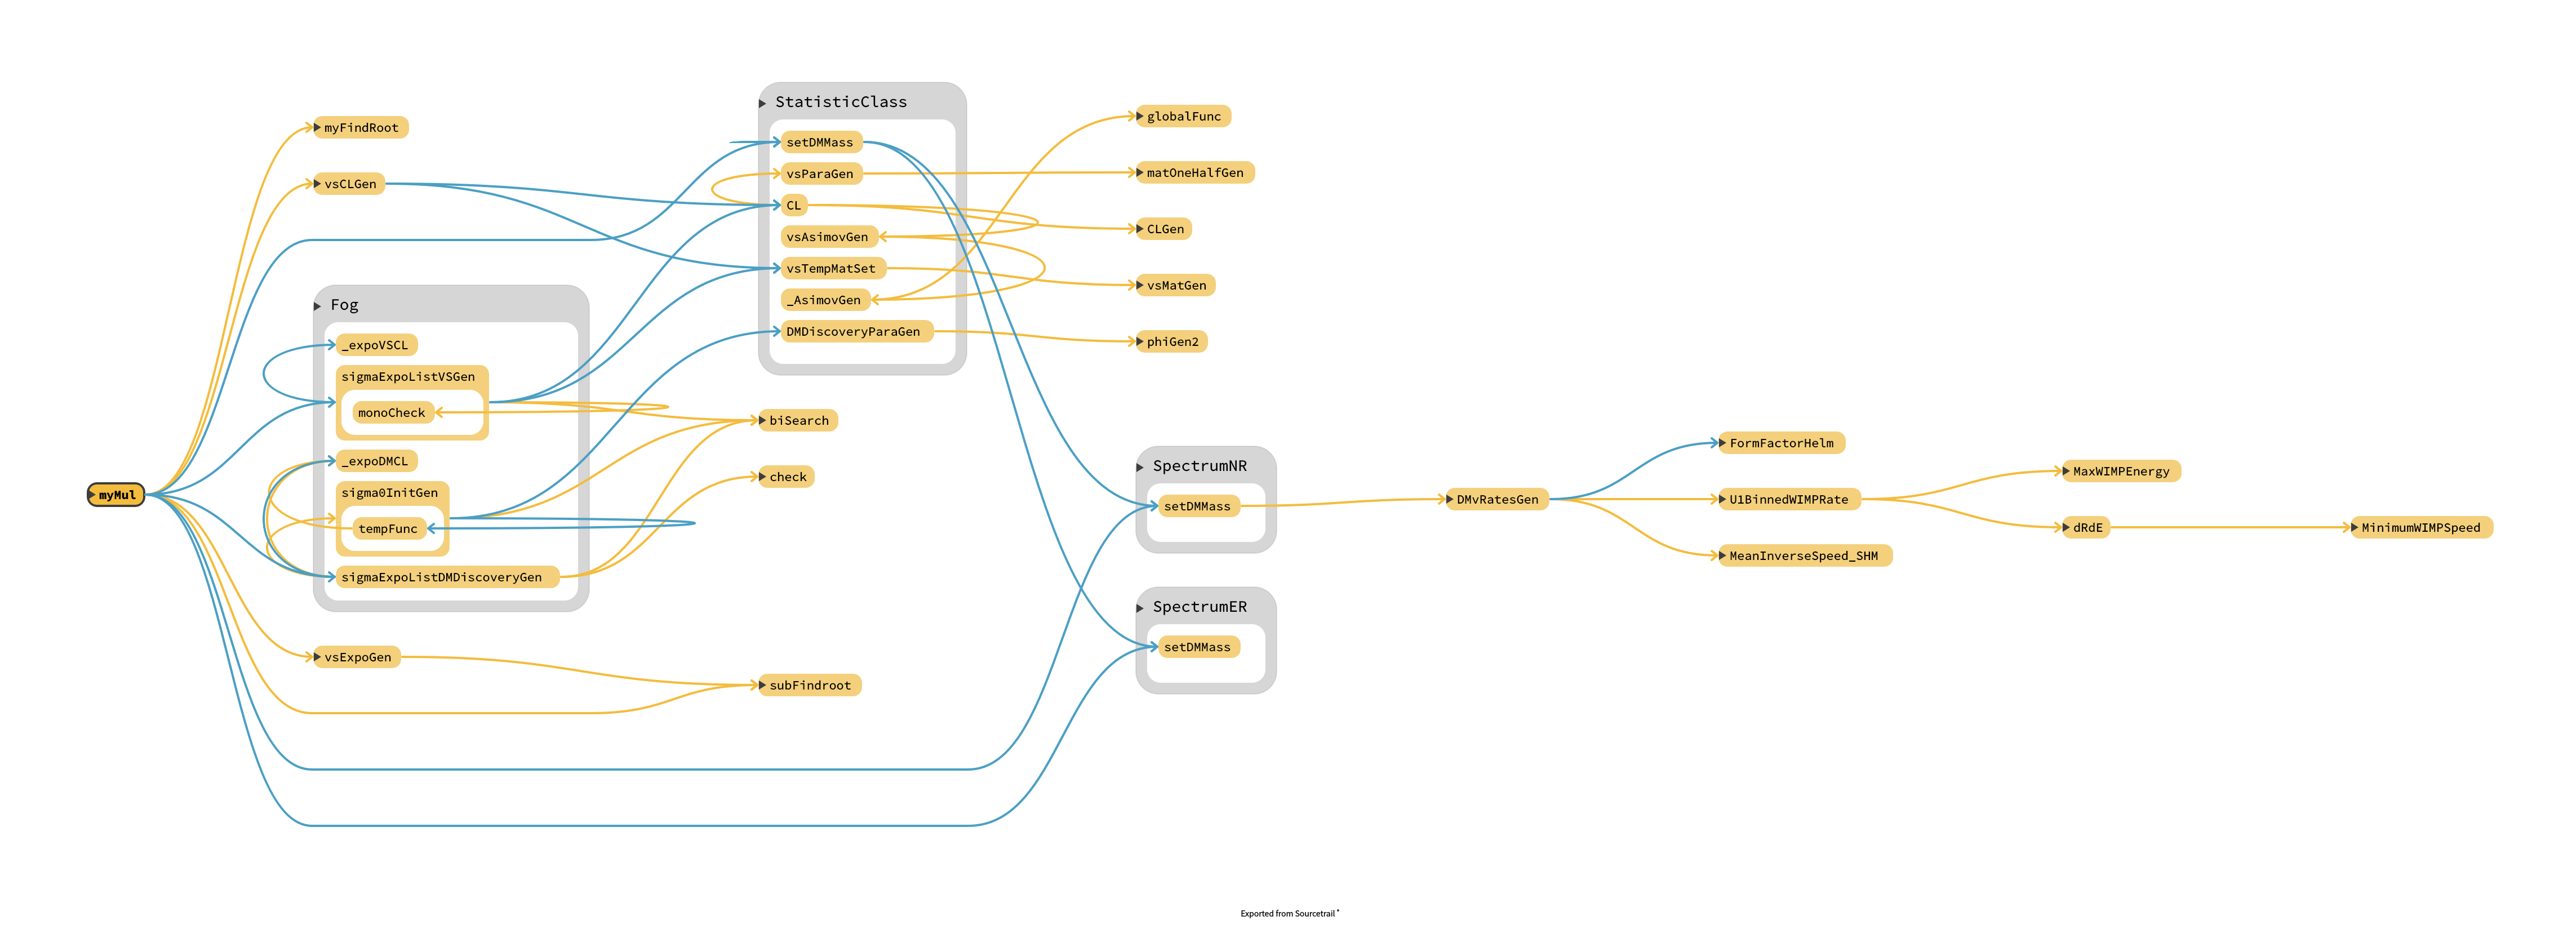 myMul
myFindRoot
vsCLGen
Fog
_expoVSCL
sigmaExpoListVSGen
monoCheck
_expoDMCL
sigma0InitGen
tempFunc
sigmaExpoListDMDiscoveryGen
vsExpoGen
StatisticClass
setDMMass
vsParaGen
CL
vsAsimovGen
vsTempMatSet
_AsimovGen
DMDiscoveryParaGen
biSearch
check
subFindroot
globalFunc
matOneHalfGen
CLGen
vsMatGen
phiGen2
SpectrumNR
setDMMass
SpectrumER
setDMMass
DMvRatesGen
FormFactorHelm
U1BinnedWIMPRate
MeanInverseSpeed_SHM
MaxWIMPEnergy
dRdE
MinimumWIMPSpeed
Exported from Sourcetrail